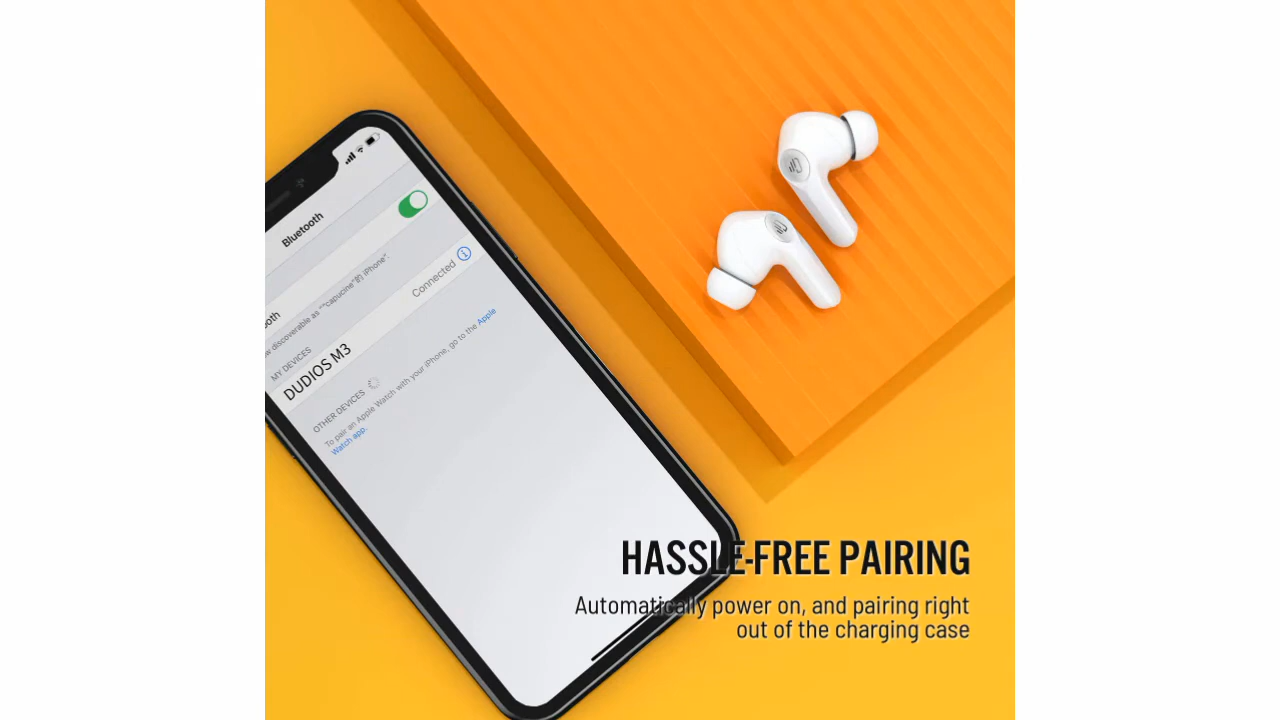 Bluetooth
oth
w discoverable as ""capucine"的 iPhone".
MY DEVICES
DUDIOS M3
Connected
OTHER DEVICES
To pair an Apple Watch with your iPhone, go to the Apple
Watch app.
HASSLE-FREE PAIRING
Automatically power on, and pairing right
out of the charging case